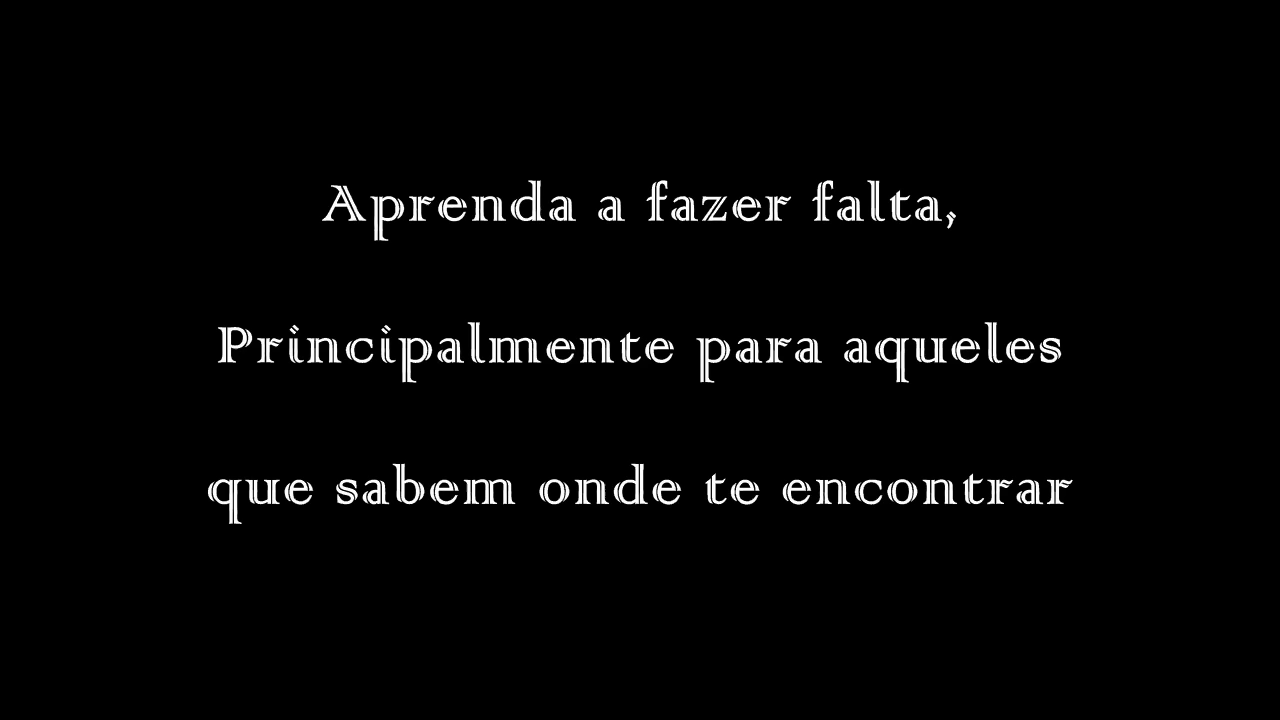 Aprenda a fazer falta,
Principalmente para aqueles
que sabem onde te encontrar